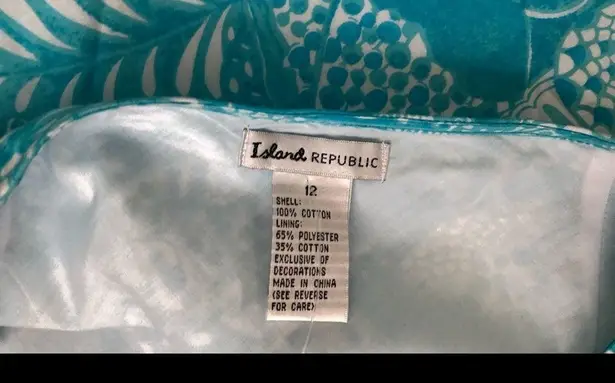 Island REPUBLIC
12
SHELL:
100% COTTON
LINING:
65% POLYESTER
35% COTTON
EXCLUSIVE OF
DECORATIONS
MADE IN CHINA
(SEE REVERSE
FOR CARE)